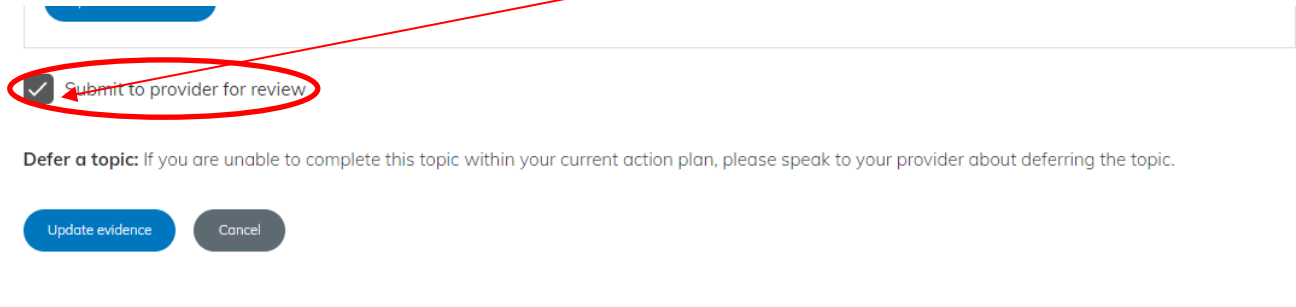 Submit to provider for review
Defer a topic: If you are unable to complete this topic within your current action plan, please speak to your provider about deferring the topic.
Update evidence Cancel